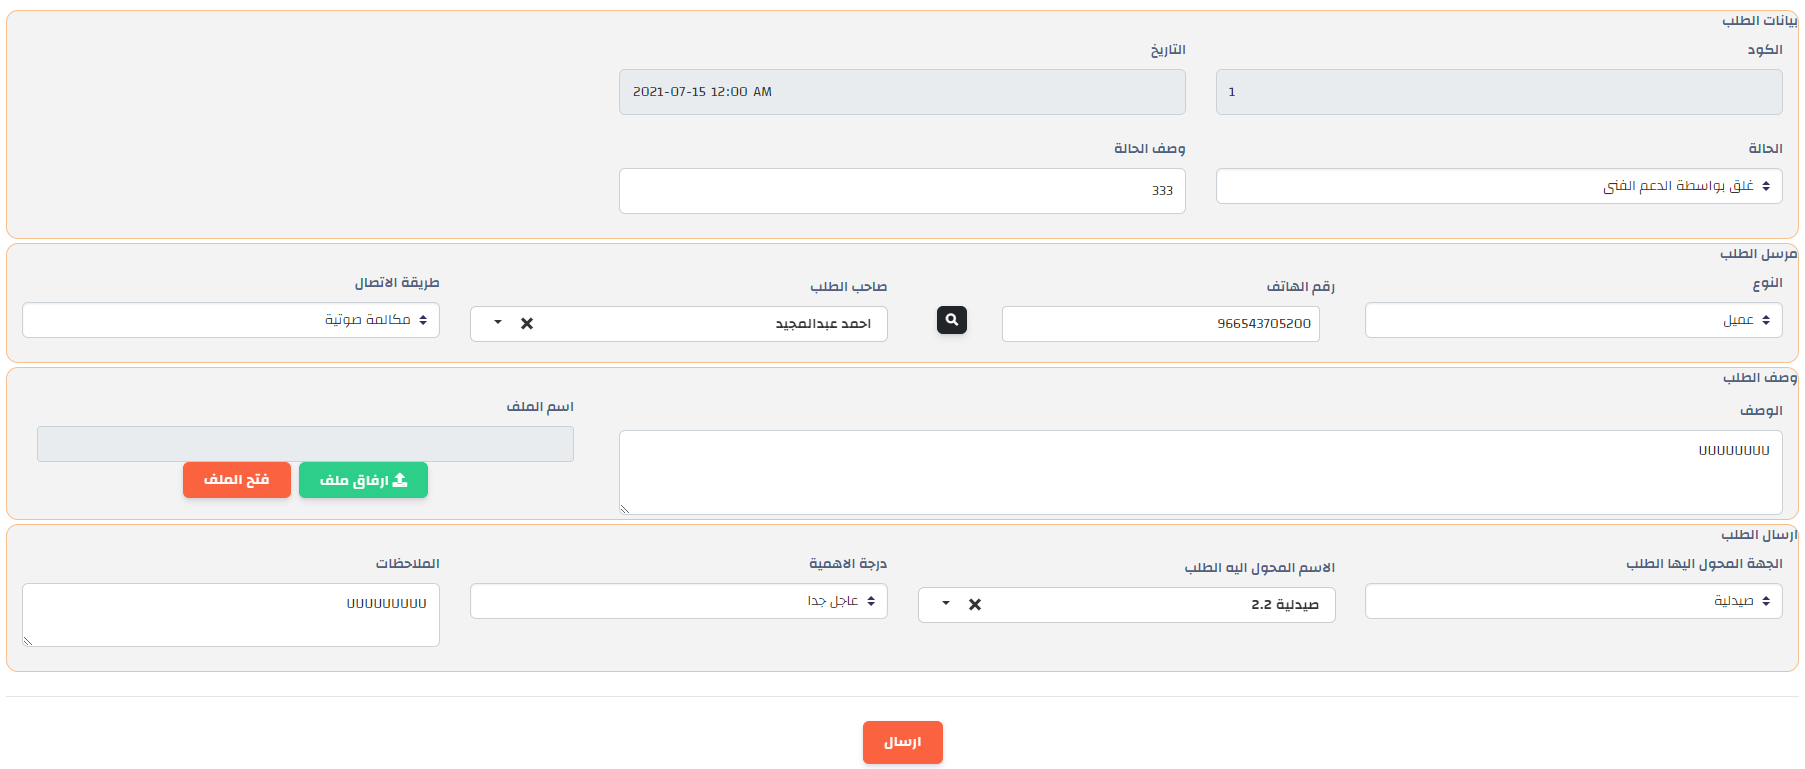 بيانات الطلب
الكود
التاريخ
1
2021-07-15 12:00 AM
الحالة
وصف الحالة
غلق بواسطة الدعم الفنى
333
مرسل الطلب
النوع
رقم الهاتف
صاحب الطلب
طريقة الاتصال
عميل
966543705200
احمد عبدالمجيد
مكالمة صوتية
وصف الطلب
الوصف
اسم الملف
UUUUUUUU
ارفاق ملف
فتح الملف
ارسال الطلب
الجهة المحول اليها الطلب
الاسم المحول اليه الطلب
درجة الاهمية
الملاحظات
صيدلية
صيدلية 2.2
عاجل جدا
UUUUUUUUU
ارسال